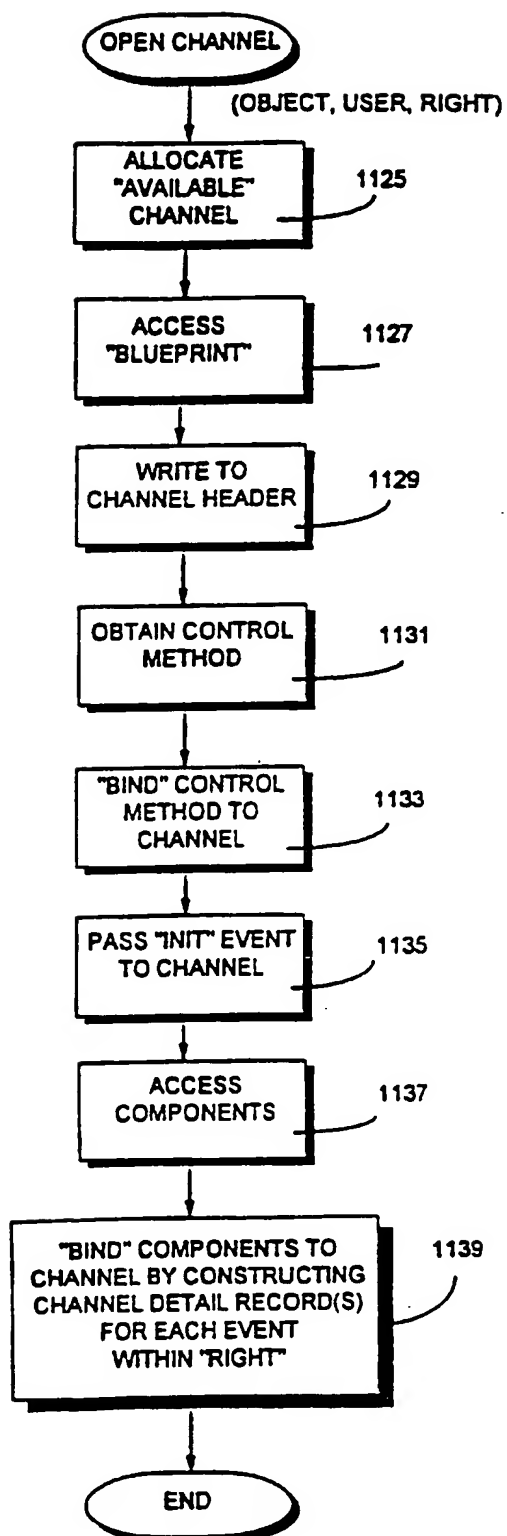 OPEN CHANNEL
(OBJECT, USER, RIGHT)
ALLOCATE
"AVAILABLE"
CHANNEL
1125
ACCESS
"BLUEPRINT"
1127
WRITE TO
CHANNEL HEADER
1129
OBTAIN CONTROL
METHOD
1131
"BIND" CONTROL
METHOD TO
CHANNEL
1133
PASS "INIT" EVENT
TO CHANNEL
1135
ACCESS
COMPONENTS
1137
"BIND" COMPONENTS TO
CHANNEL BY CONSTRUCTING
CHANNEL DETAIL RECORD(S)
FOR EACH EVENT
WITHIN "RIGHT"
1139
END